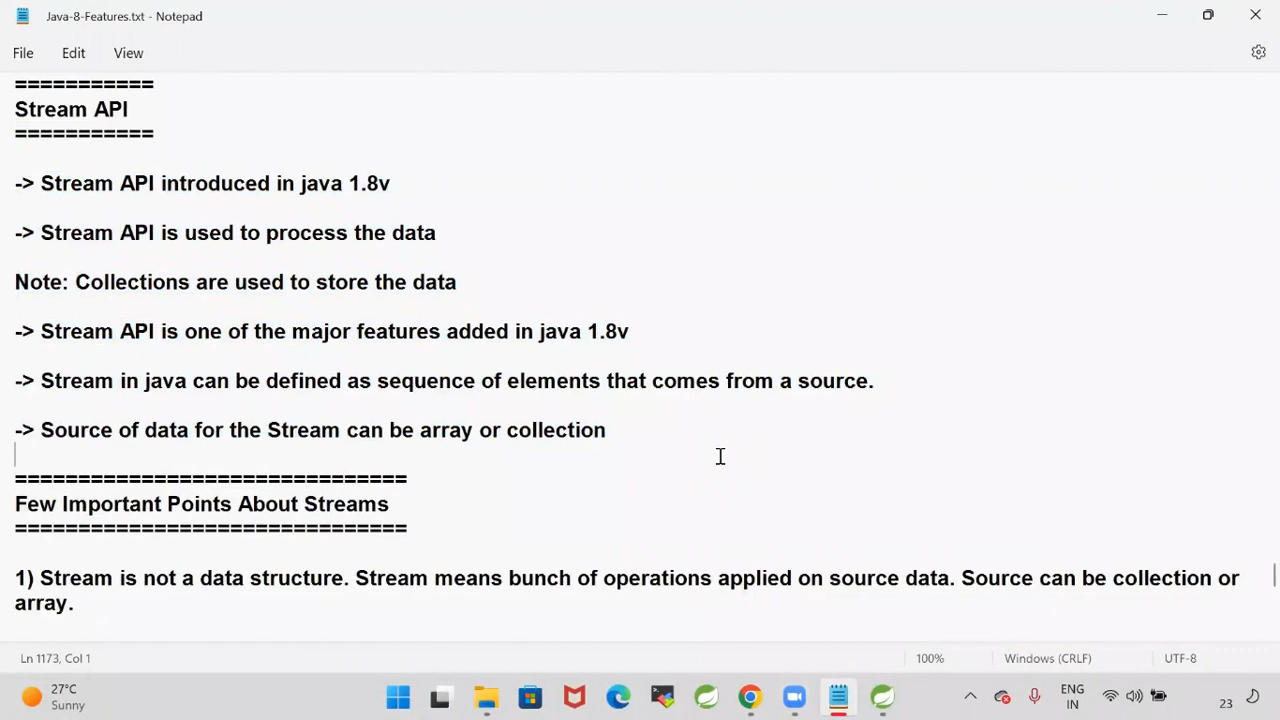 Java-8-Features.txt - Notepad
File Edit View
===========
Stream API
===========
-> Stream API introduced in java 1.8v
-> Stream API is used to process the data
Note: Collections are used to store the data
-> Stream API is one of the major features added in java 1.8v
-> Stream in java can be defined as sequence of elements that comes from a source.
-> Source of data for the Stream can be array or collection
===============================
Few Important Points About Streams
===============================
1) Stream is not a data structure. Stream means bunch of operations applied on source data. Source can be collection or
array.
Ln 1173, Col 1 100% Windows (CRLF) UTF-8
27°C
Sunny
ENG
IN
23